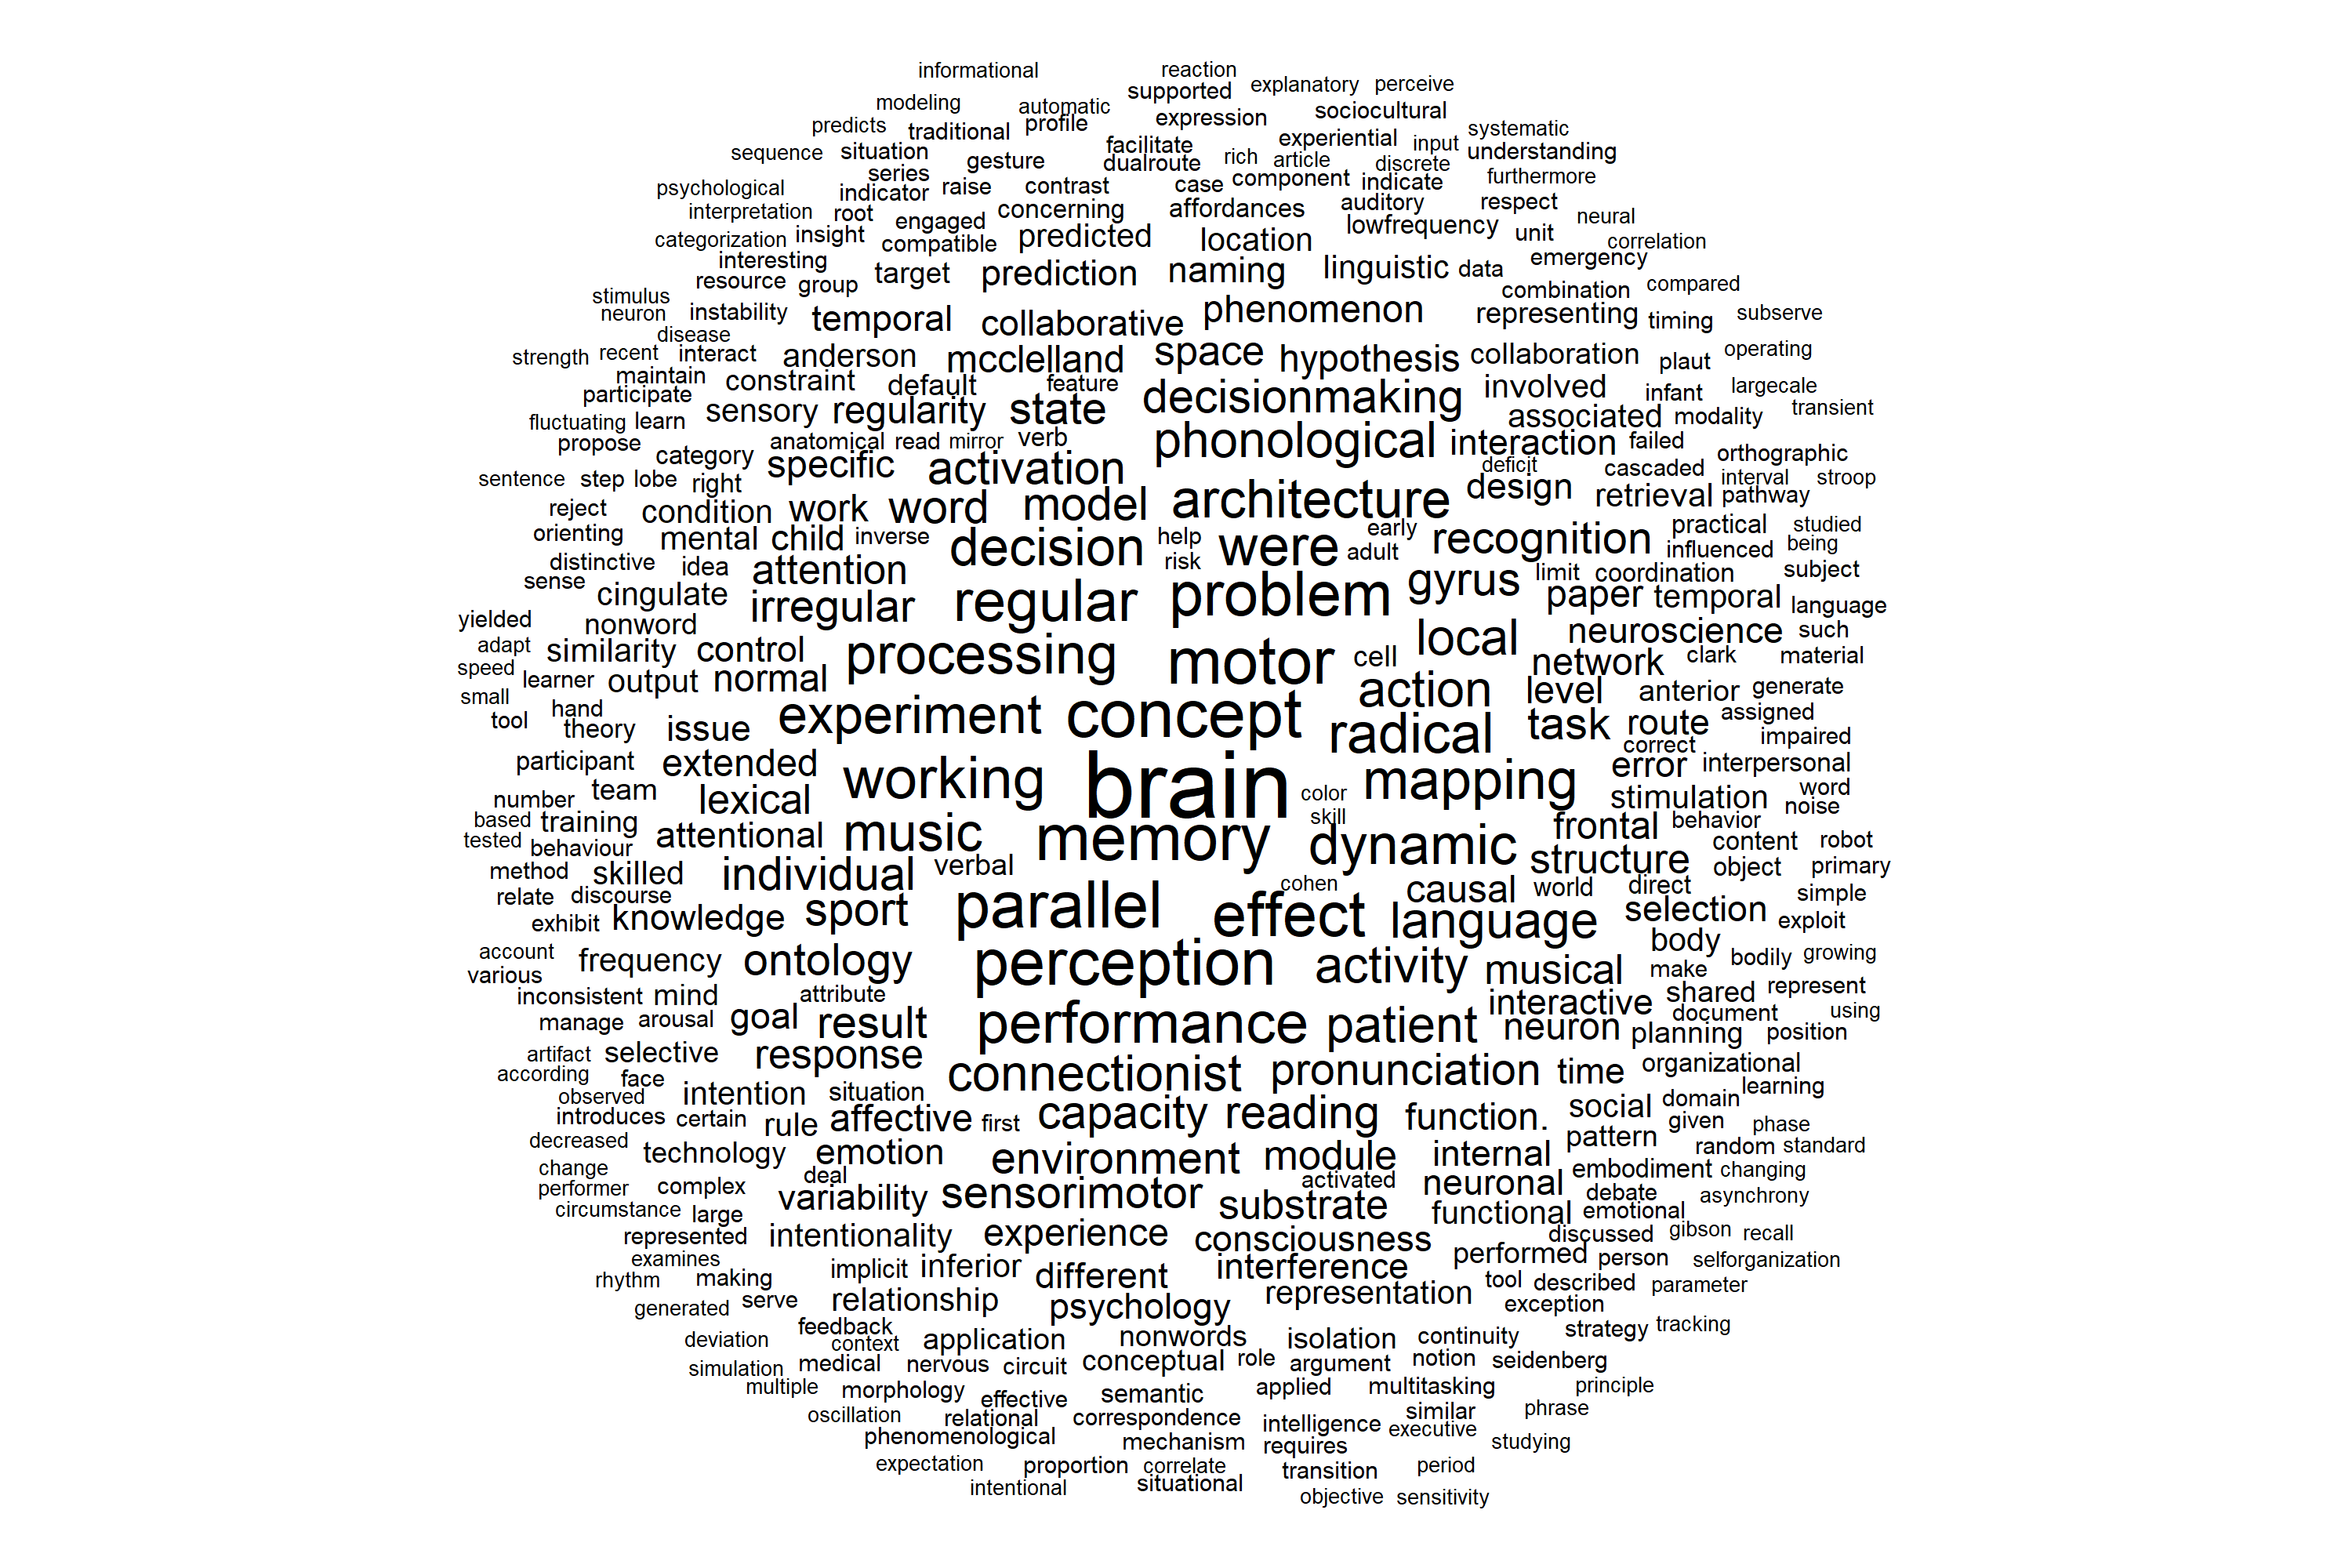 informational reaction
supported explanatory perceive
modeling automatic sociocultural
predicts traditional profile expression experiential systematic
sequence situation gesture facilitate dualroute rich article input discrete understanding
psychological series indicator raise contrast case component indicate furthermore
interpretation root engaged concerning affordances auditory respect neural
categorization insight compatible predicted location lowfrequency unit correlation
interesting resource group target prediction naming linguistic data emergency
stimulus neuron instability temporal collaborative phenomenon combination compared representing timing subserve
disease strength recent interact anderson mcclelland space hypothesis collaboration plaut operating
maintain participate constraint default feature decisionmaking involved infant largecale
fluctuating learn sensory regularity state associated modality transient
propose anatomical read mirror verb phonological interaction failed orthographic
category specific activation deficit cascaded interval stroop
sentence step lobe right word model architecture design retrieval pathway
reject condition work early recognition practical studied
orienting mental child inverse decision help were adult influenced being
distinctive idea attention risk limit coordination subject
sense cingulate irregular regular problem gyrus paper temporal language
yielded nonword local neuroscience such
adapt similarity control processing motor cell network clark material
speed learner output normal action level anterior generate
small hand experiment concept radical task route assigned
tool theory issue correct impaired
participant extended working brain mapping error interpersonal
number team lexical color stimulation word noise
based training attentional music memory skill dynamic frontal behavior
tested behaviour structure content robot
method skilled individual verbal object primary
relate discourse parallel cohen causal world direct simple
exhibit knowledge sport effect language selection exploit
account frequency ontology perception activity body bodily growing
various inconsistent mind attribute musical make represent
manage arousal goal result performance patient interactive shared document using
artifact selective response neuron planning position
according face connectionist pronunciation time organizational
observed intention situation learning
introduces certain rule affective first capacity reading function. social domain given phase
decreased technology emotion environment module internal pattern random standard
change deal activated embodiment changing
performer complex variability sensorimotor substrate neuronal debate asynchrony
circumstance large functional emotional
represented intentionality experience consciousness discussed gibson recall
examines implicit inferior different interference performed person selforganization
rhythm making tool described parameter
generated serve relationship psychology representation exception
feedback strategy tracking
deviation context application nonwords isolation continuity
simulation medical nervous circuit conceptual role argument notion seidenberg
multiple morphology effective semantic applied multitasking principle
oscillation relational correspondence intelligence similar phrase
phenomenological mechanism requires executive studying
expectation proportion correlate transition period
intentional situational objective sensitivity